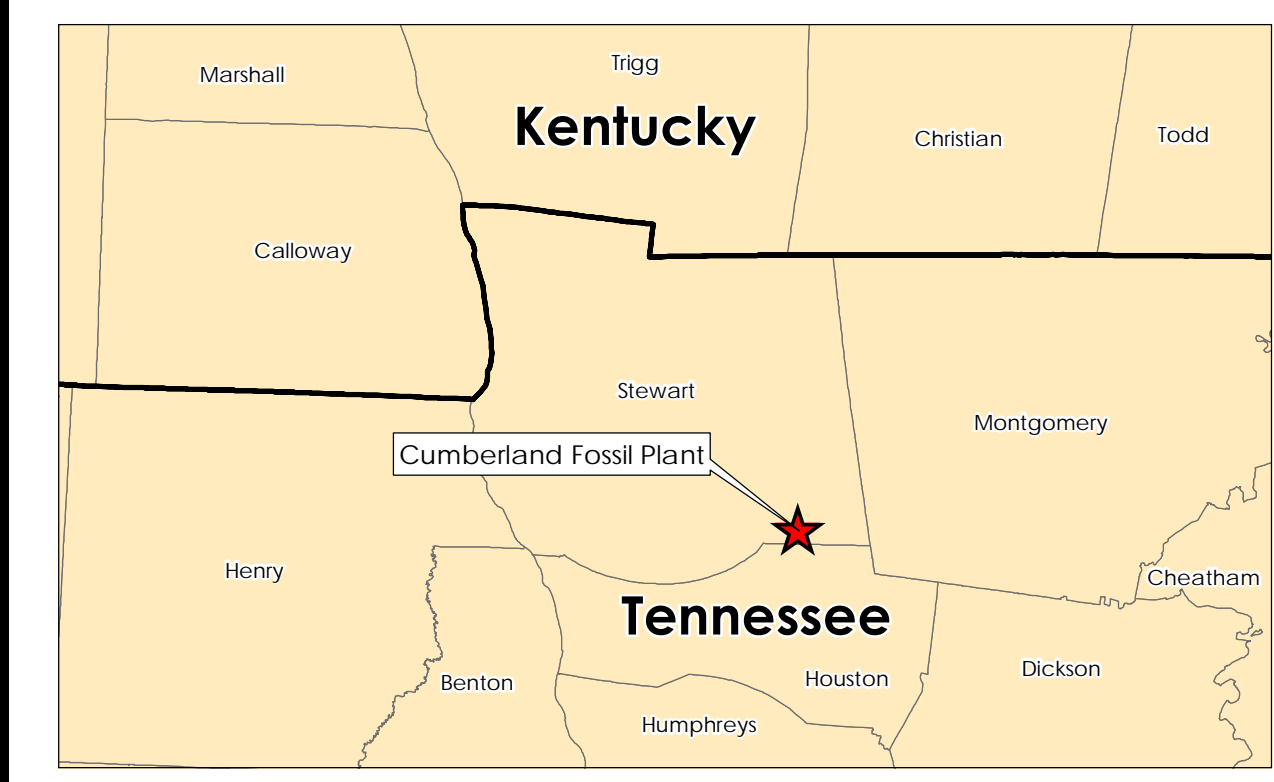 Marshall
Trigg
Kentucky
Christian
Todd
Calloway
Stewart
Montgomery
Cumberland Fossil Plant
Henry
Cheatham
Tennessee
Benton
Houston
Dickson
Humphreys